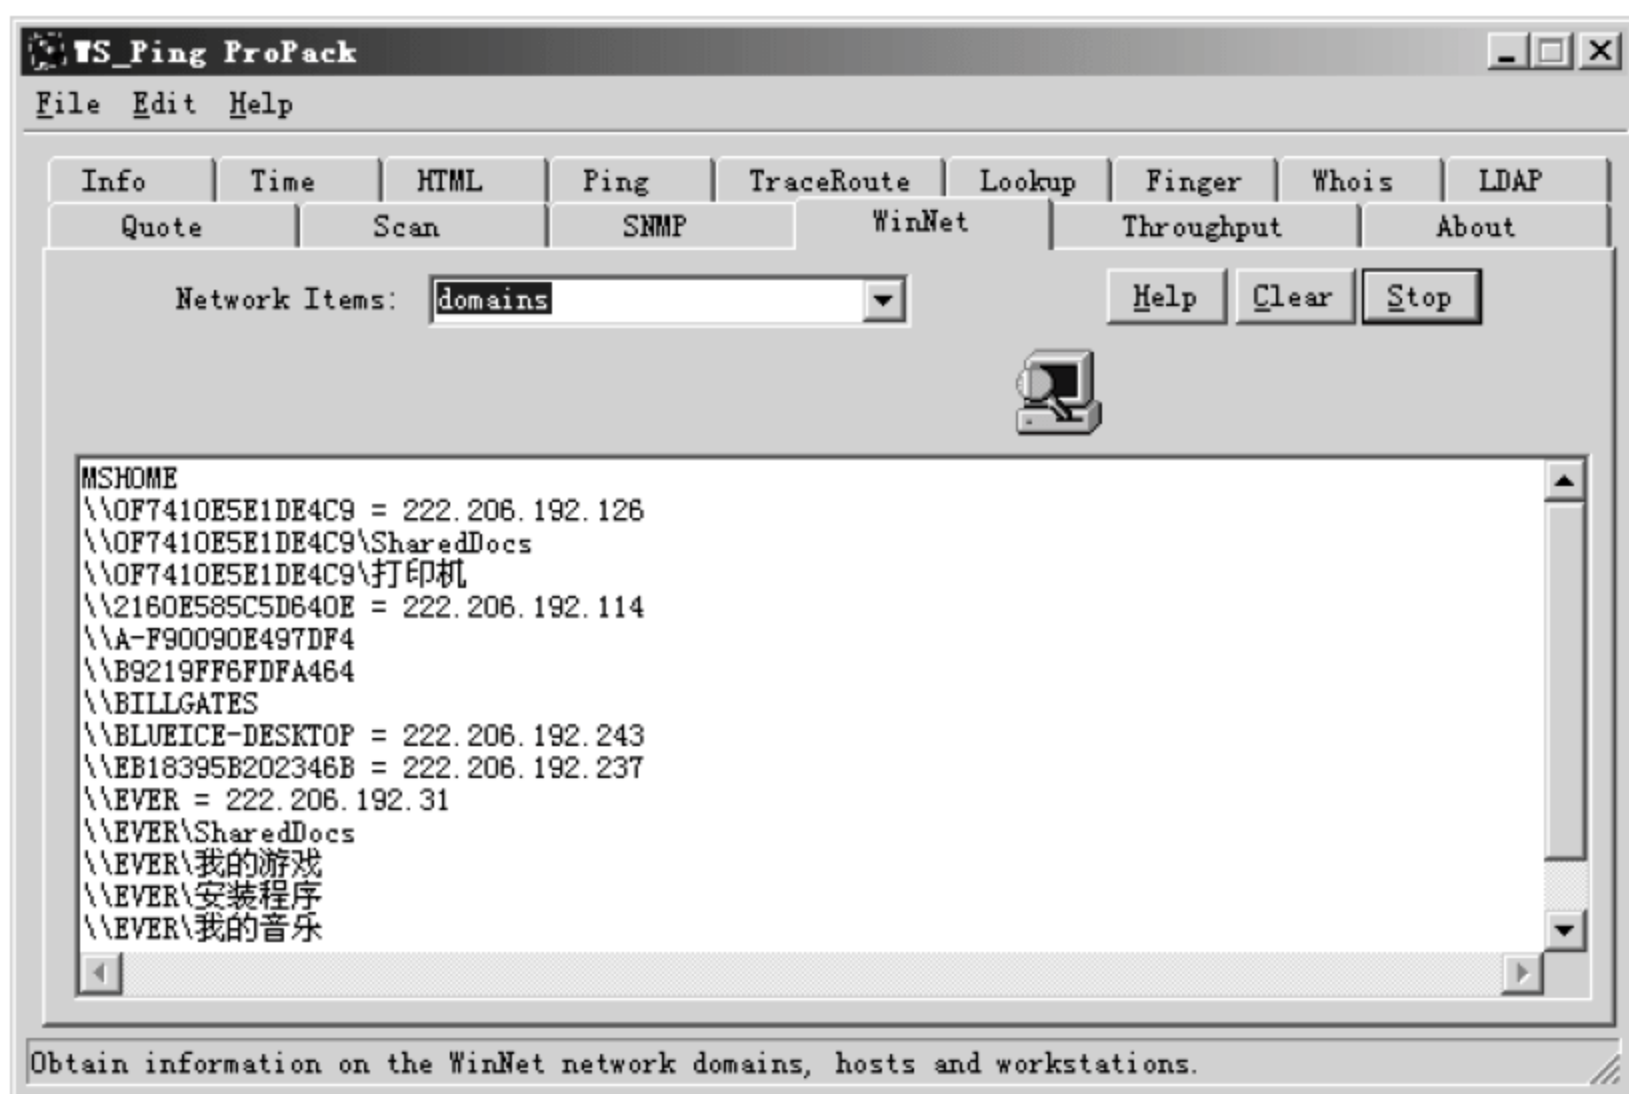 WS_Ping ProPack
File Edit Help
Info Time HTML Ping TraceRoute Lookup Finger Whois LDAP
Quote Scan SNMP WinNet Throughput About
Network Items: domains Help Clear Stop
MSHOME
\\OF7410E5E1DE4C9 = 222.206.192.126
\\OF7410E5E1DE4C9\SharedDocs
\\OF7410E5E1DE4C9\打印机
\\2160E585C5D640E = 222.206.192.114
\\A-F90090E497DF4
\\B9219FF6FDFA464
\\BILLGATES
\\BLUEICE-DESKTOP = 222.206.192.243
\\EB18395B202346B = 222.206.192.237
\\EVER = 222.206.192.31
\\EVER\SharedDocs
\\EVER\我的游戏
\\EVER\安装程序
\\EVER\我的音乐
Obtain information on the WinNet network domains, hosts and workstations.